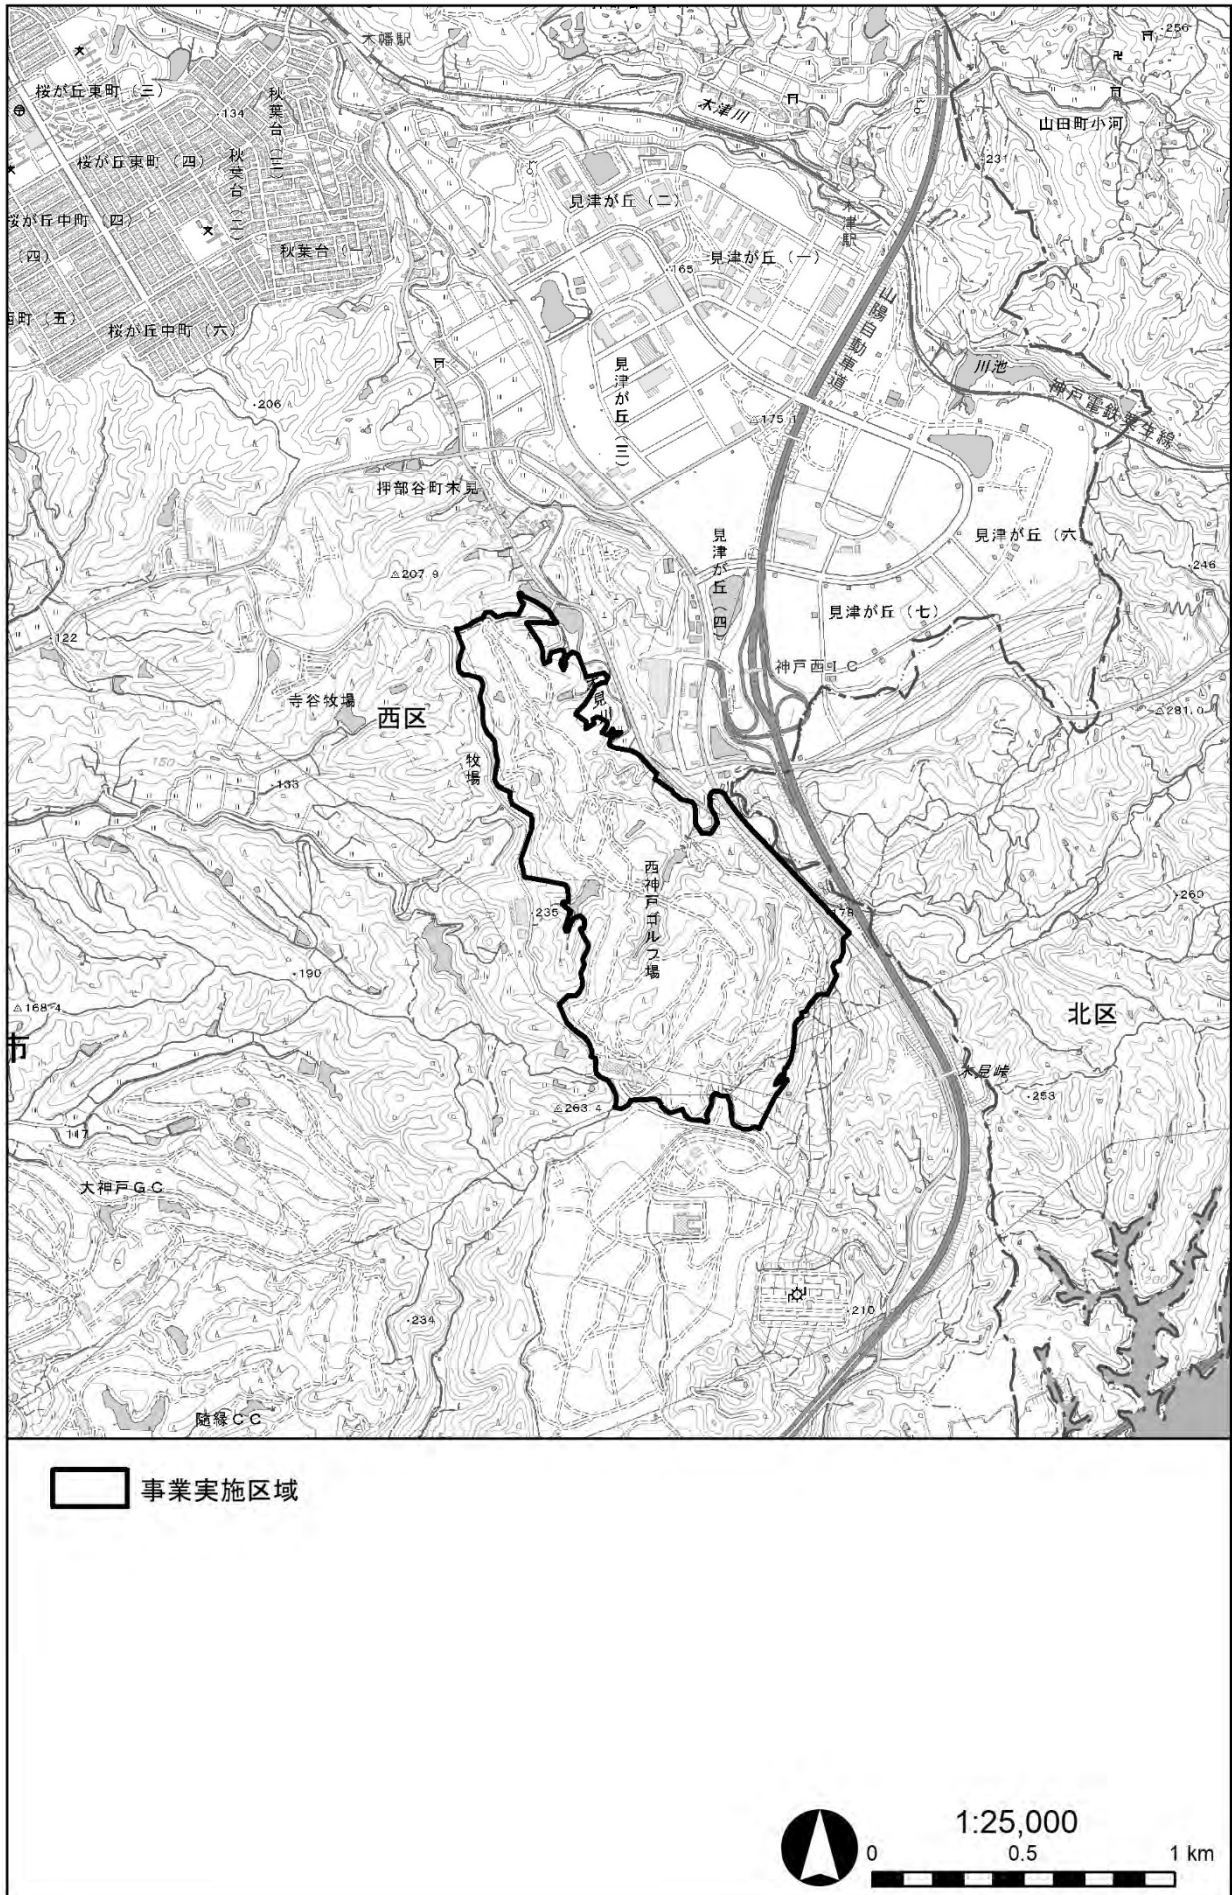 木幡駅
256
桜が丘東町（三）
134
秋葉台（三）
木津川
山田町小河
桜が丘東町（四）
秋葉台（二）
231
見津が丘（二）
木津駅
桜が丘中町（四）
（四）
秋葉台（一）
見津が丘（一）
165
山陽自動車道
西町（五）
桜が丘中町（六）
見津が丘（三）
川池
神戸電鉄粟生線
206
175.1
押部谷町木見
見津が丘（四）
見津が丘（六）
207.9
246
122
見津が丘（七）
神戸西IC
寺谷牧場
西区
木見川
281.0
150
牧場
133
西神戸ゴルフ場
260
235
178
190
168.4
北区
市
木見峠
263.4
253
117
大神戸GC
200
210
234
随縁CC
事業実施区域
1:25,000
0 0.5 1 km